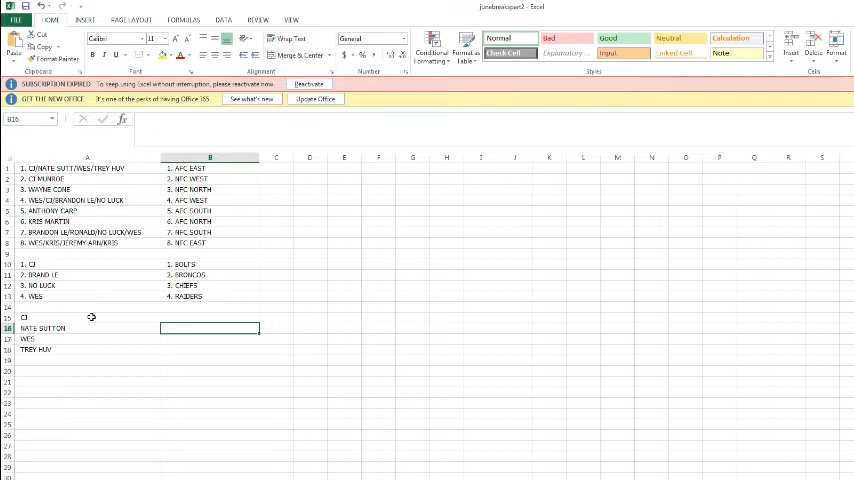 junebreakspart2 - Excel
FILE HOME INSERT PAGE LAYOUT FORMULAS DATA REVIEW VIEW
Cut
Copy
Format Painter
Paste
Clipboard
Calibri 11
B I U
Font
Wrap Text
Merge & Center
Alignment
General
$ % ,
Number
Conditional Formatting
Format as Table
Normal Bad Good Neutral Calculation
Check Cell Explanatory ... Input Linked Cell Note
Styles
Insert Delete Format
Cells
SUBSCRIPTION EXPIRED To keep using Excel without interruption, please reactivate now. Reactivate
GET THE NEW OFFICE It's one of the perks of having Office 365. See what's new Update Office
B16
A B C D E F G H I J K L M N O P Q R S
1 1. CJ/NATE SUTT/WES/TREY HUV 1. AFC EAST
2 2. CJ MUNROE 2. NFC WEST
3 3. WAYNE CONE 3. NFC NORTH
4 4. WES/CJ/BRANDON LE/NO LUCK 4. AFC WEST
5 5. ANTHONY CARP 5. AFC SOUTH
6 6. KRIS MARTIN 6. AFC NORTH
7 7. BRANDON LE/RONALD/NO LUCK/WES 7. NFC SOUTH
8 8. WES/KRIS/JEREMY ARN/KRIS 8. NFC EAST
9
10 1. CJ 1. BOLTS
11 2. BRAND LE 2. BRONCOS
12 3. NO LUCK 3. CHIEFS
13 4. WES 4. RAIDERS
14
15 CJ
16 NATE SUTTON
17 WES
18 TREY HUV
19
20
21
22
23
24
25
26
27
28
29
30